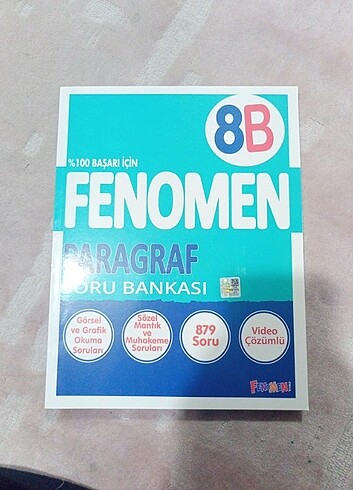 8B
%100 BAŞARI İÇİN
FENOMEN
PARAGRAF
SORU BANKASI
Görsel
ve Grafik
Okuma
Soruları
Sözel
Mantık
ve
Muhakeme
Soruları
879
Soru
Video
Çözümlü
FENOMEN